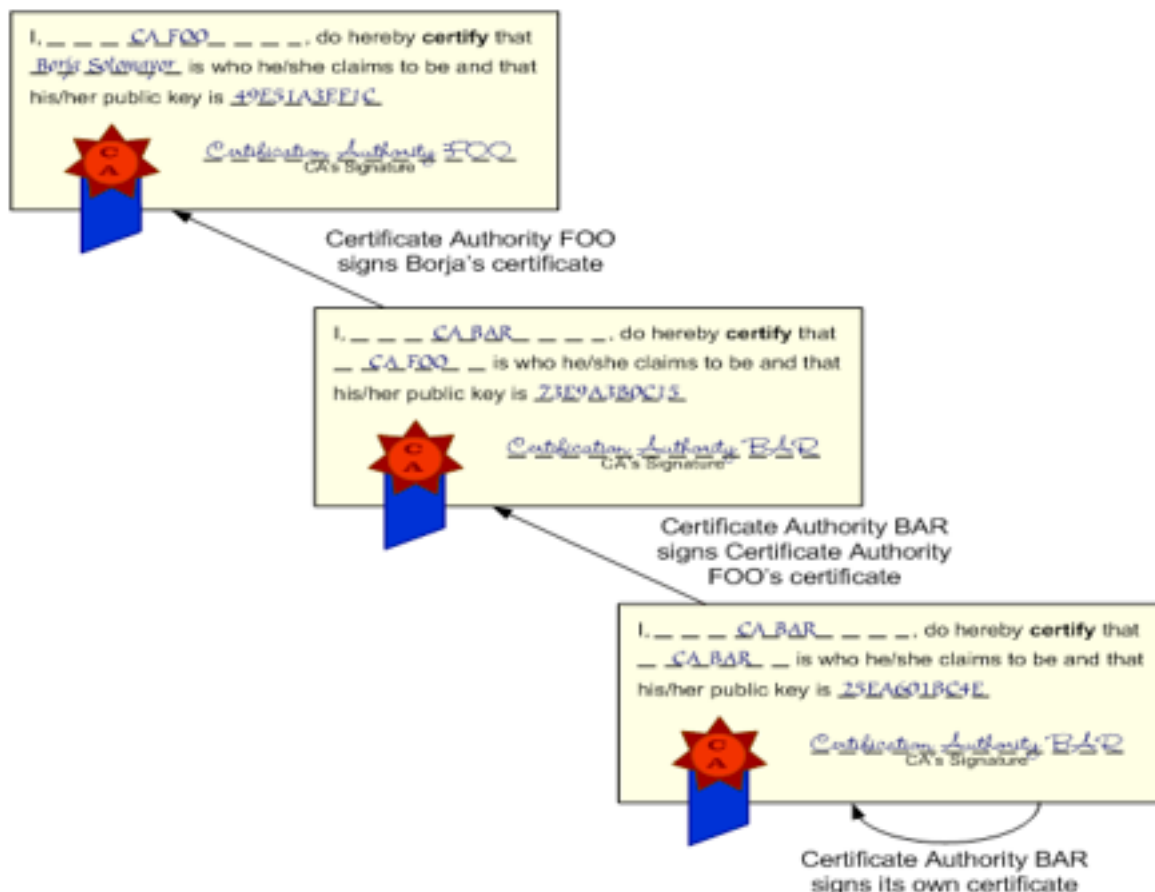 I, CA FOO, do hereby certify that
Borja Sotomayor is who he/she claims to be and that
his/her public key is 49E51A3EF1C
Certification Authority FOO
CA's Signature
C
A
Certificate Authority FOO
signs Borja's certificate
I, CA BAR, do hereby certify that
CA FOO is who he/she claims to be and that
his/her public key is 23E9A3B0C15
Certification Authority BAR
CA's Signature
C
A
Certificate Authority BAR
signs Certificate Authority
FOO's certificate
I, CA BAR, do hereby certify that
CA BAR is who he/she claims to be and that
his/her public key is 25EA601BC4E
Certification Authority BAR
CA's Signature
C
A
Certificate Authority BAR
signs its own certificate